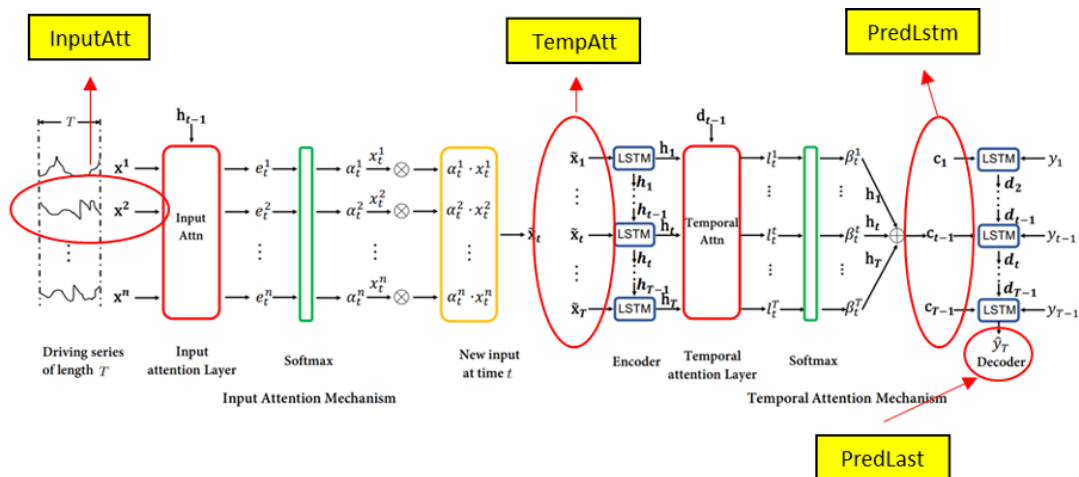 InputAtt
TempAtt
PredLstm
T
h_{t-1}
d_{t-1}
x^1
x^2
⋮
x^n
Input
Attn
e_t^1
e_t^2
⋮
e_t^n
α_t^1 x_t^1 ⊗
α_t^2 x_t^2 ⊗
⋮
α_t^n x_t^n ⊗
α_t^1 · x_t^1
α_t^2 · x_t^2
⋮
α_t^n · x_t^n
x̃_t
x̃_1 LSTM h_1
h_1
⋮
h_{t-1}
x̃_t LSTM h_t
h_t
⋮
h_{T-1}
x̃_T LSTM h_T
Temporal
Attn
l_t^1
⋮
l_t^t
⋮
l_t^T
β_t^1
⋮
β_t^t
⋮
β_t^T
h_1
h_t
h_T
⊕
c_1 LSTM y_1
d_2
⋮
d_{t-1}
c_{t-1} LSTM y_{t-1}
d_t
⋮
d_{T-1}
c_{T-1} LSTM y_{T-1}
ŷ_T
Decoder
Driving series
of length T
Input
attention Layer
Softmax
New input
at time t
Encoder
Temporal
attention Layer
Softmax
Input Attention Mechanism
Temporal Attention Mechanism
PredLast